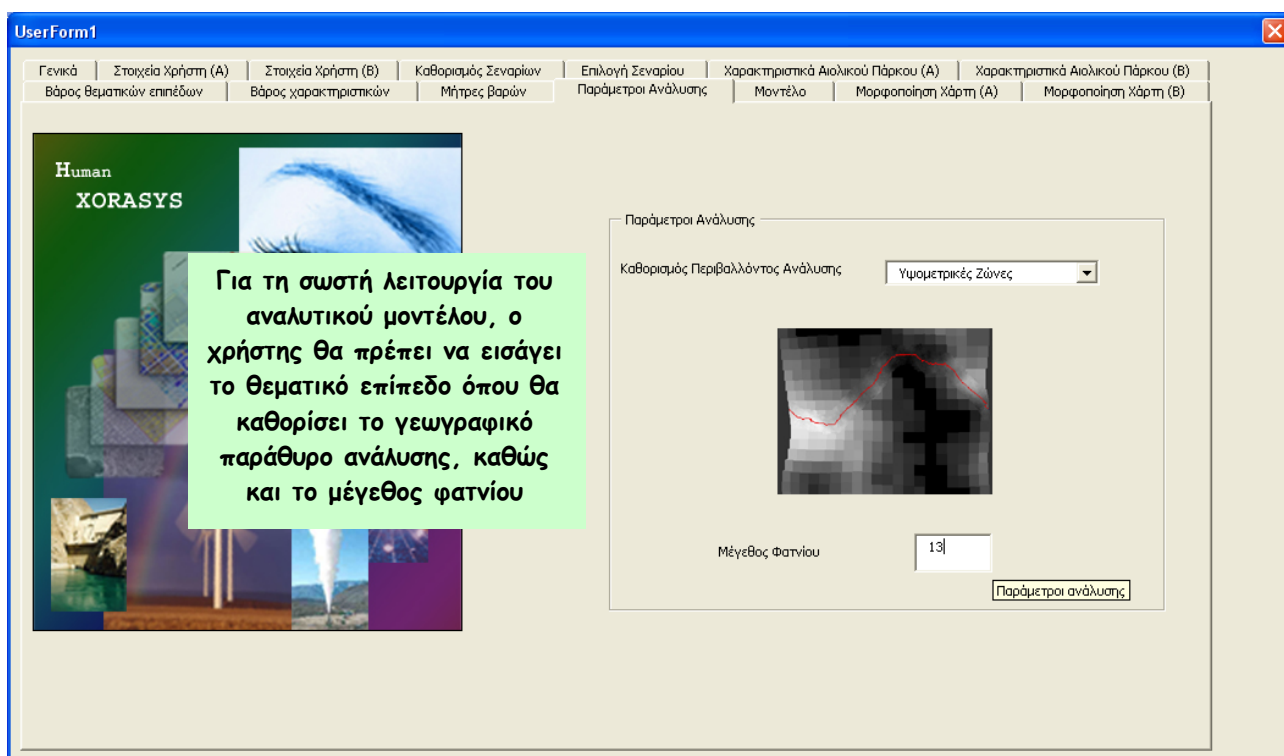 UserForm1
Γενικά
Στοιχεία Χρήστη (Α)
Στοιχεία Χρήστη (Β)
Καθορισμός Σεναρίων
Επιλογή Σεναρίου
Χαρακτηριστικά Αιολικού Πάρκου (Α)
Χαρακτηριστικά Αιολικού Πάρκου (Β)
Βάρος θεματικών επιπέδων
Βάρος χαρακτηριστικών
Μήτρες βαρών
Παράμετροι Ανάλυσης
Μοντέλο
Μορφοποίηση Χάρτη (Α)
Μορφοποίηση Χάρτη (Β)
Human
XORASYS
Για τη σωστή λειτουργία του
αναλυτικού μοντέλου, ο
χρήστης θα πρέπει να εισάγει
το θεματικό επίπεδο όπου θα
καθορίσει το γεωγραφικό
παράθυρο ανάλυσης, καθώς
και το μέγεθος φατνίου
Παράμετροι Ανάλυσης
Καθορισμός Περιβαλλόντος Ανάλυσης
Υψομετρικές Ζώνες
Μέγεθος Φατνίου
13
Παράμετροι ανάλυσης